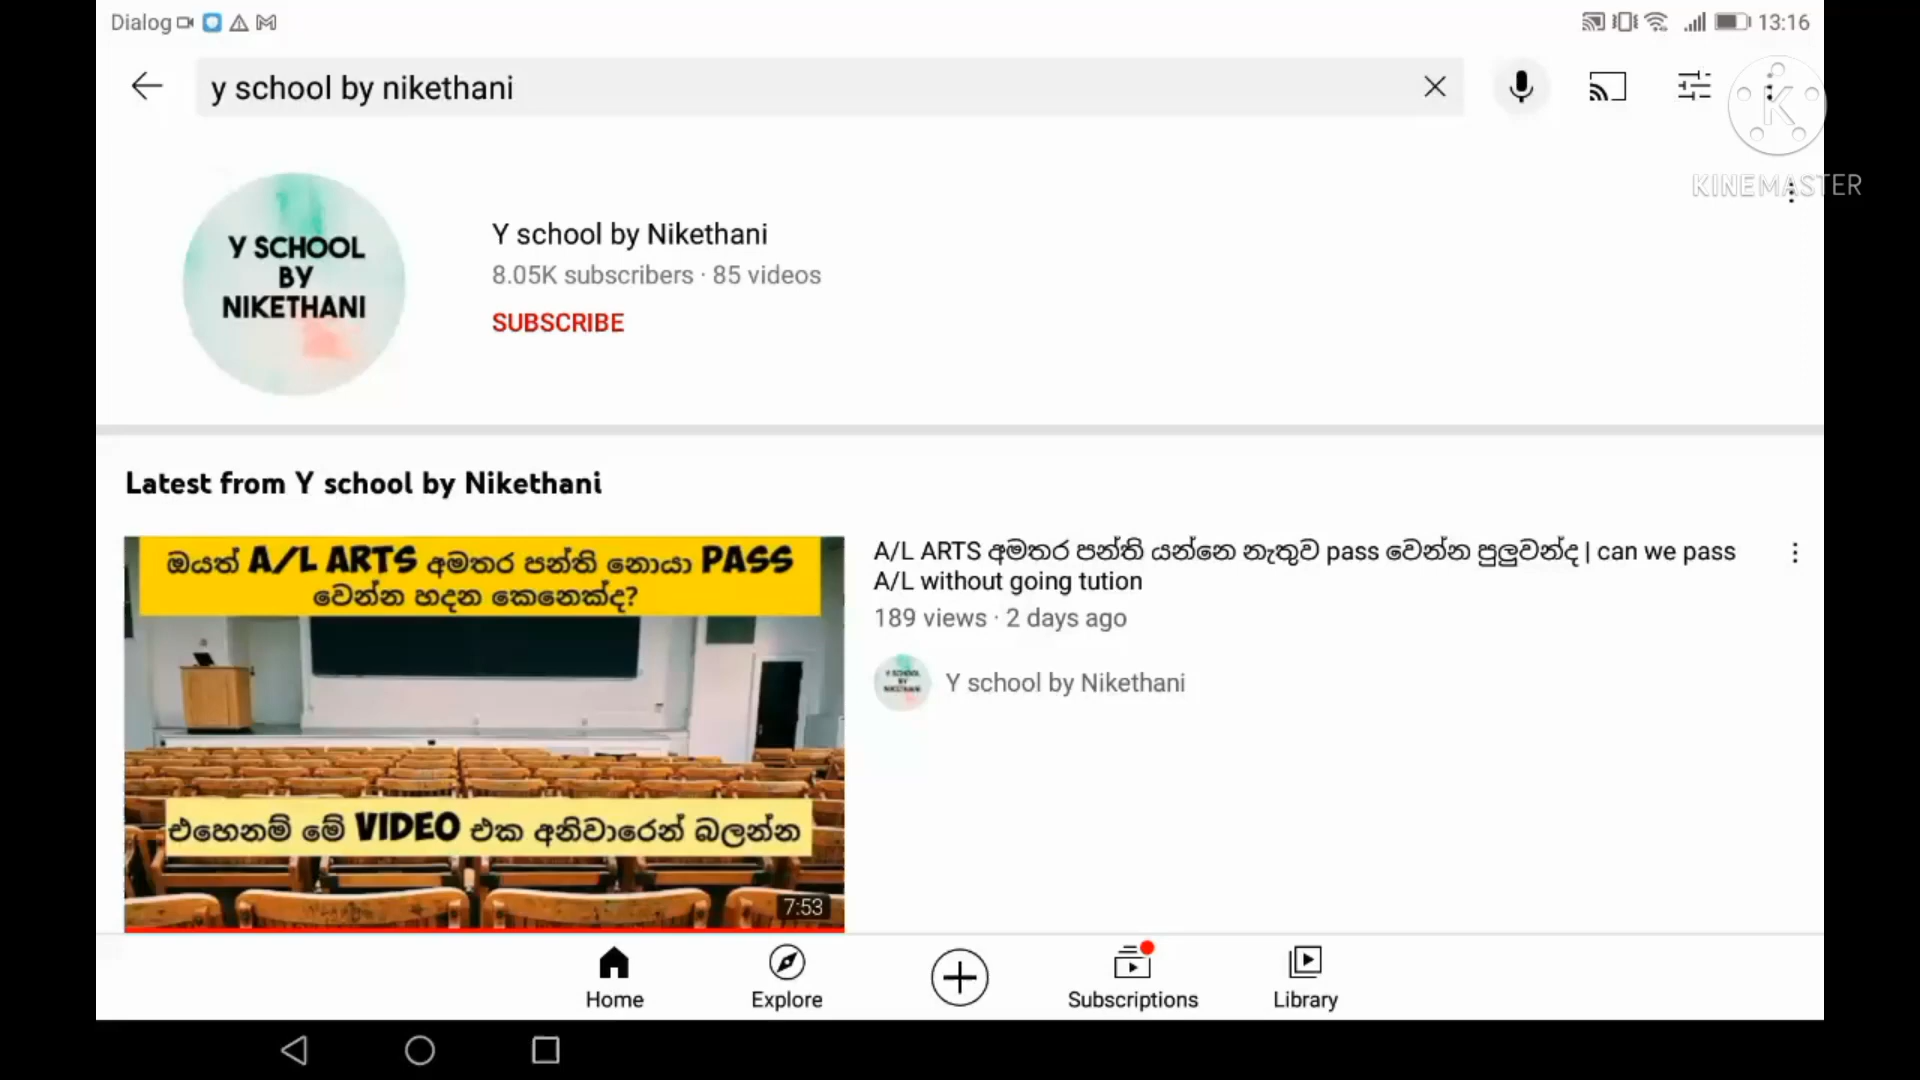 Dialog
13:16
y school by nikethani
KINEMASTER
Y SCHOOL
BY
NIKETHANI
Y school by Nikethani
8.05K subscribers · 85 videos
SUBSCRIBE
Latest from Y school by Nikethani
ඔයත් A/L ARTS අමතර පන්ති නොයා PASS
වෙන්න හදන කෙනෙක්ද?
එහෙනම් මේ VIDEO එක අනිවාරෙන් බලන්න
7:53
A/L ARTS අමතර පන්ති යන්නෙ නැතුව pass වෙන්න පුලුවන්ද | can we pass
A/L without going tution
189 views · 2 days ago
Y SCHOOL
BY
NIKETHANI
Y school by Nikethani
Home
Explore
Subscriptions
Library